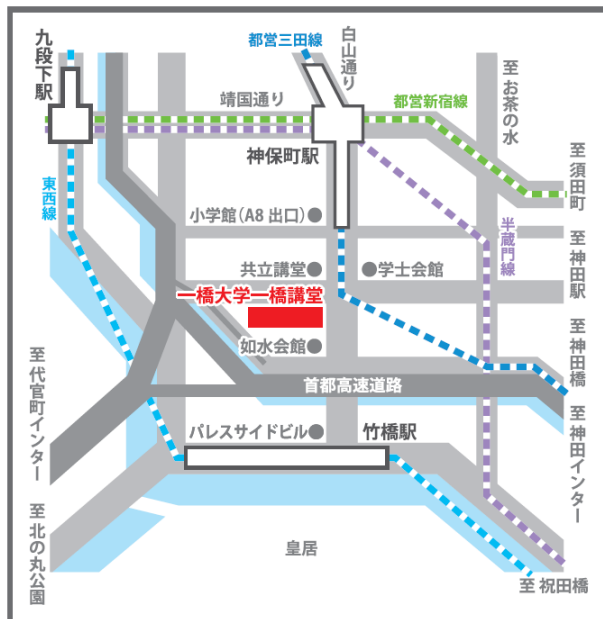 九段下駅
都営三田線
白山通り
靖国通り
都営新宿線
至 お茶の水
神保町駅
至 須田町
東西線
小学館（A8 出口）
半蔵門線
至 神田駅
共立講堂
学士会館
一橋大学一橋講堂
如水会館
至 神田橋
至 代官町インター
首都高速道路
パレスサイドビル
竹橋駅
至 神田インター
至 北の丸公園
皇居
至 祝田橋